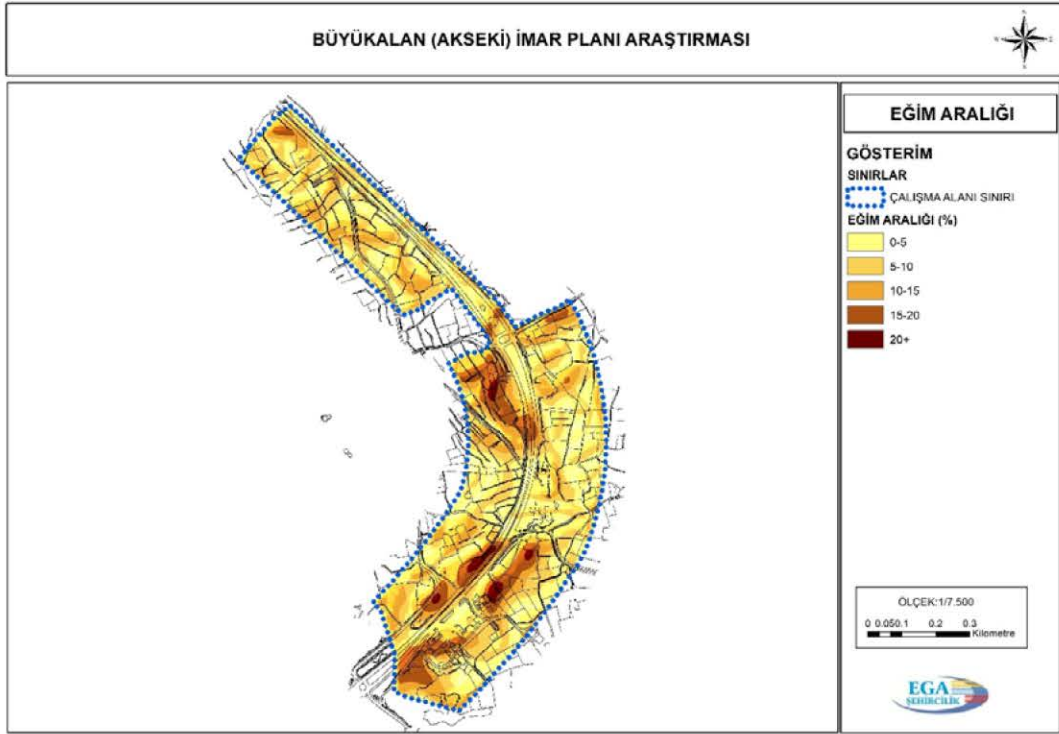 BÜYÜKALAN (AKSEKİ) İMAR PLANI ARAŞTIRMASI
EĞİM ARALIĞI
GÖSTERİM
SINIRLAR
ÇALIŞMA ALANI SINIRI
EĞİM ARALIĞI (%)
0-5
5-10
10-15
15-20
20+
ÖLÇEK:1/7.500
0 0.050.1 0.2 0.3
Kilometre
EGA
ŞEHİRCİLİK